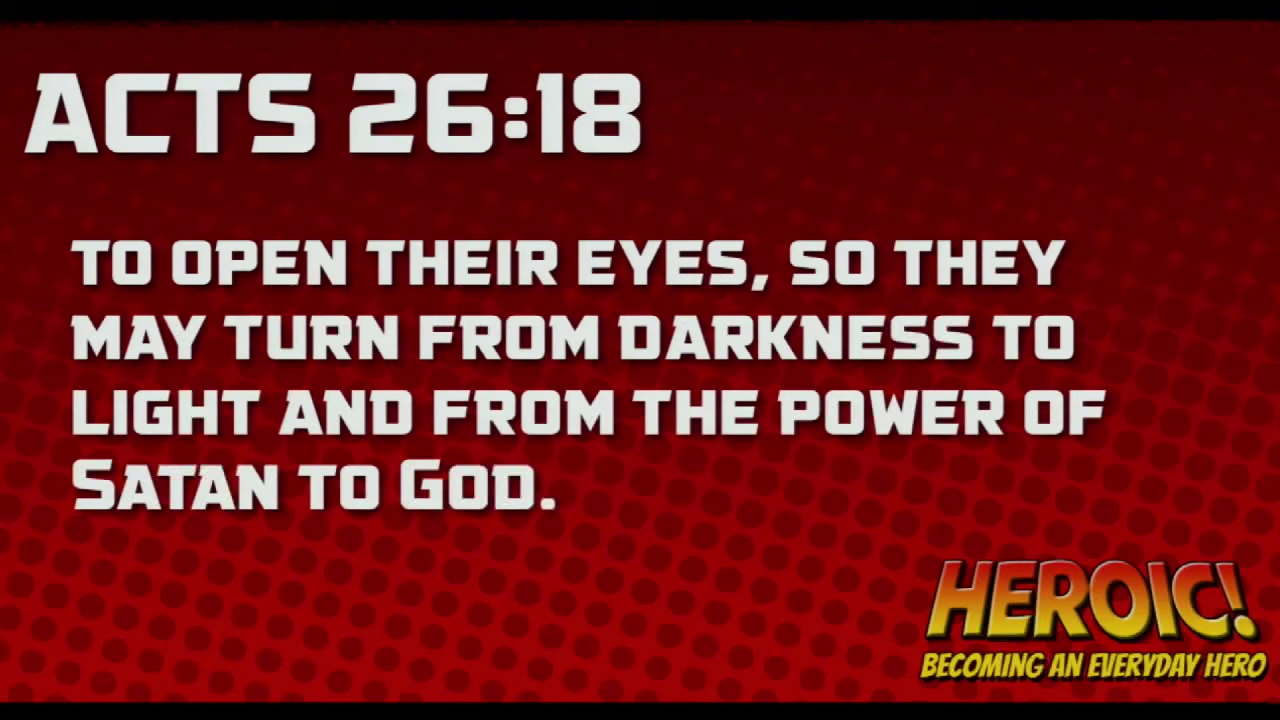 ACTS 26:18
TO OPEN THEIR EYES, SO THEY
MAY TURN FROM DARKNESS TO
LIGHT AND FROM THE POWER OF
SATAN TO GOD.
HEROIC!
BECOMING AN EVERYDAY HERO